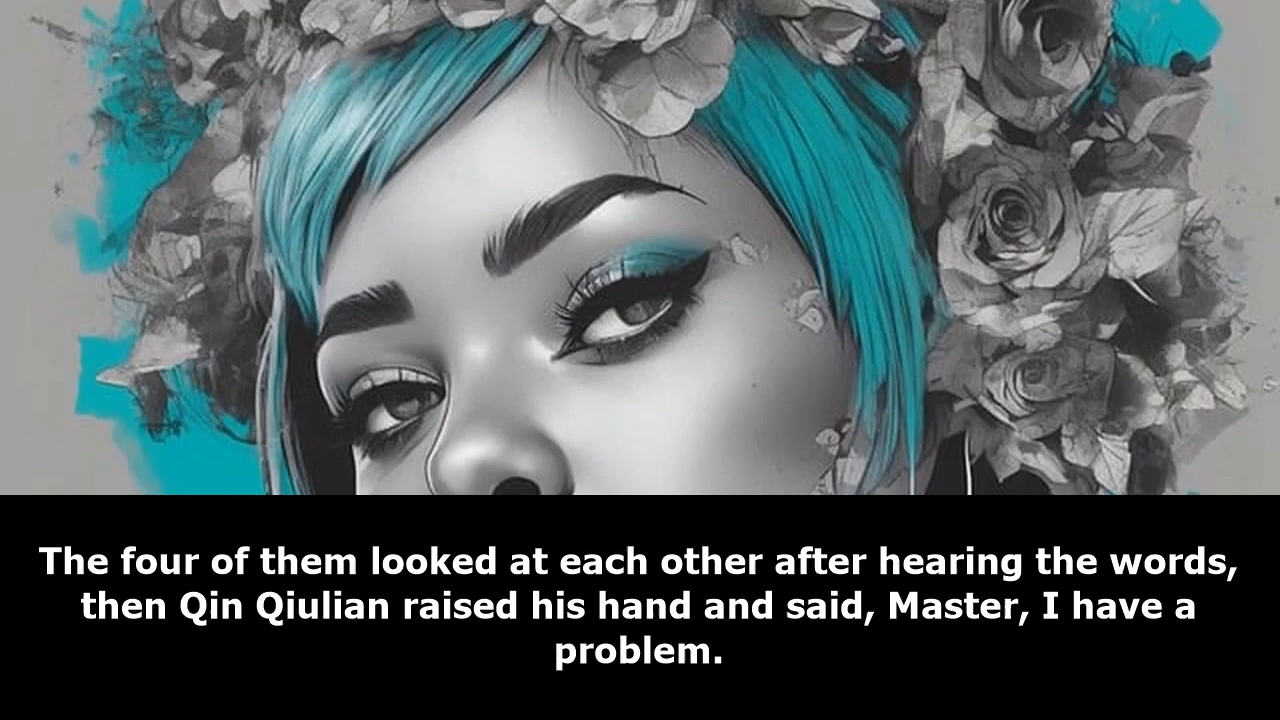 The four of them looked at each other after hearing the words,
then Qin Qiulian raised his hand and said, Master, I have a
problem.